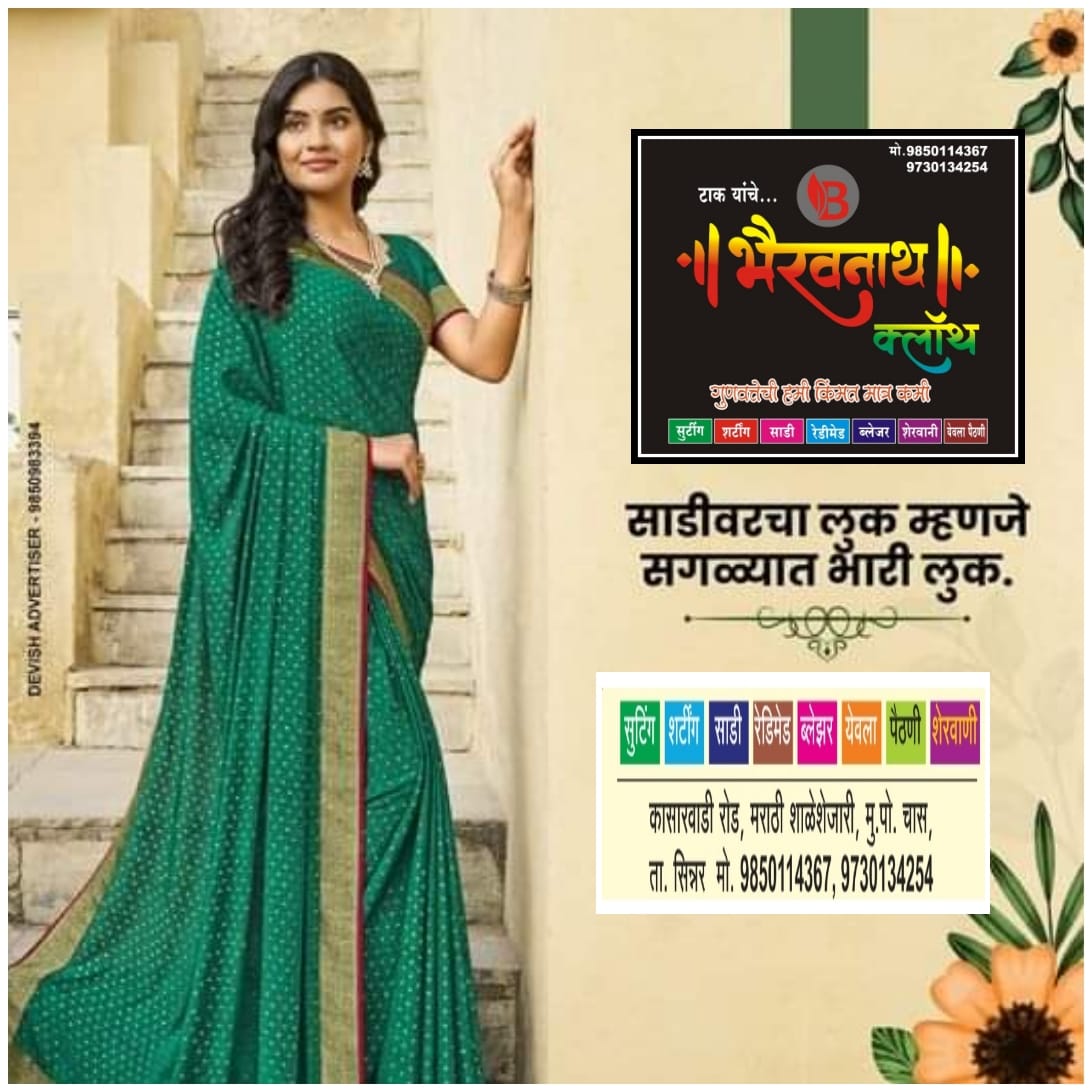 मो.9850114367
9730134254
टाक यांचे...
B
भैरवनाथ
क्लॉथ
गुणवत्तेची हमी किंमत मात्र कमी
सुर्टींग शर्टींग साडी रेडीमेड ब्लेजर शेरवानी येवला पैठणी
साडीवरचा लुक म्हणजे
सगळ्यात भारी लुक.
सुटिंग शर्टींग साडी रेडिमेड ब्लेझर येवला पैठणी शेरवाणी
कासारवाडी रोड, मराठी शाळेशेजारी, मु.पो. चास,
ता. सिन्नर मो. 9850114367, 9730134254
DEVISH ADVERTISER - 9850983394